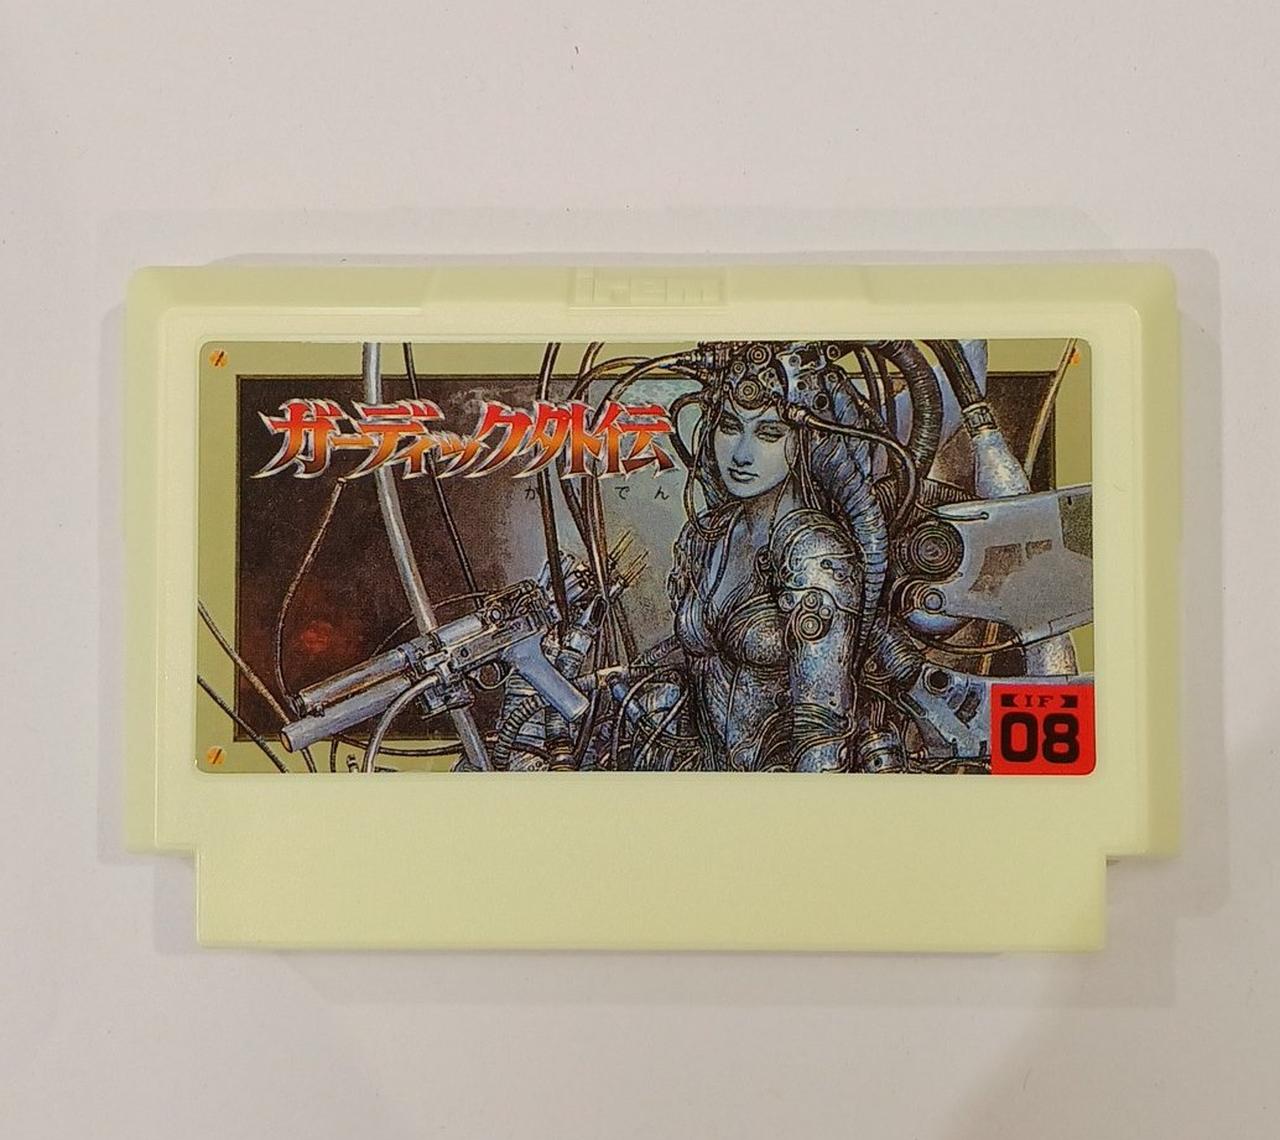 irem
ガーディック外伝
がいでん
IF
08